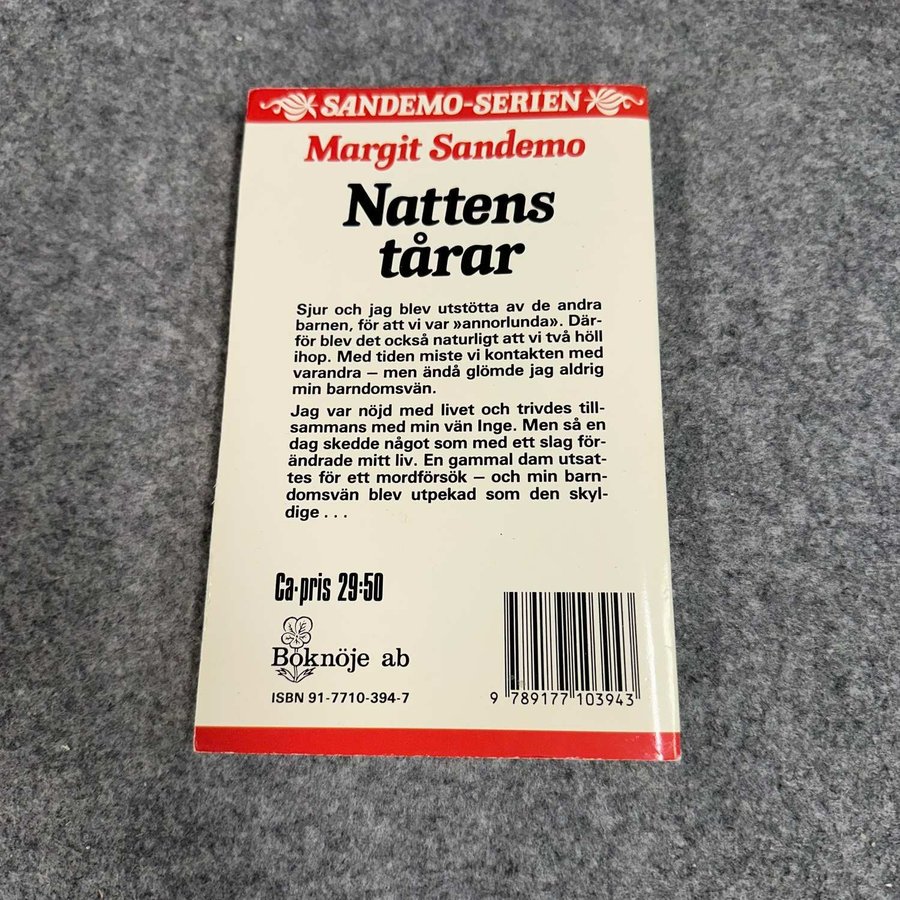 SANDEMO-SERIEN
Margit Sandemo
Nattens
tårar
Sjur och jag blev utstötta av de andra
barnen, för att vi var »annorlunda». Där-
för blev det också naturligt att vi två höll
ihop. Med tiden miste vi kontakten med
varandra – men ändå glömde jag aldrig
min barndomsvän.
Jag var nöjd med livet och trivdes till-
sammans med min vän Inge. Men så en
dag skedde något som med ett slag för-
ändrade mitt liv. En gammal dam utsat-
tes för ett mordförsök – och min barn-
domsvän blev utpekad som den skyl-
dige . . .
Ca-pris 29:50
Boknöje ab
ISBN 91-7710-394-7
9 789177 103943